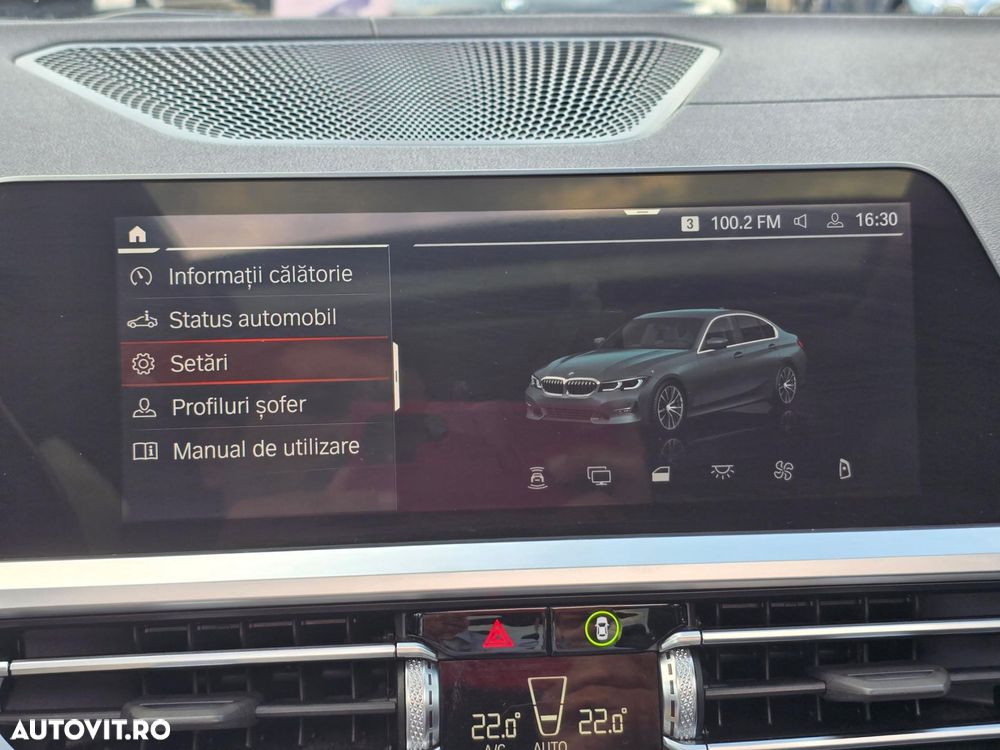 3 100.2 FM 16:30
Informații călătorie
Status automobil
Setări
Profiluri șofer
Manual de utilizare
22.0° 22.0°
A/C AUTO
AUTOVIT.RO